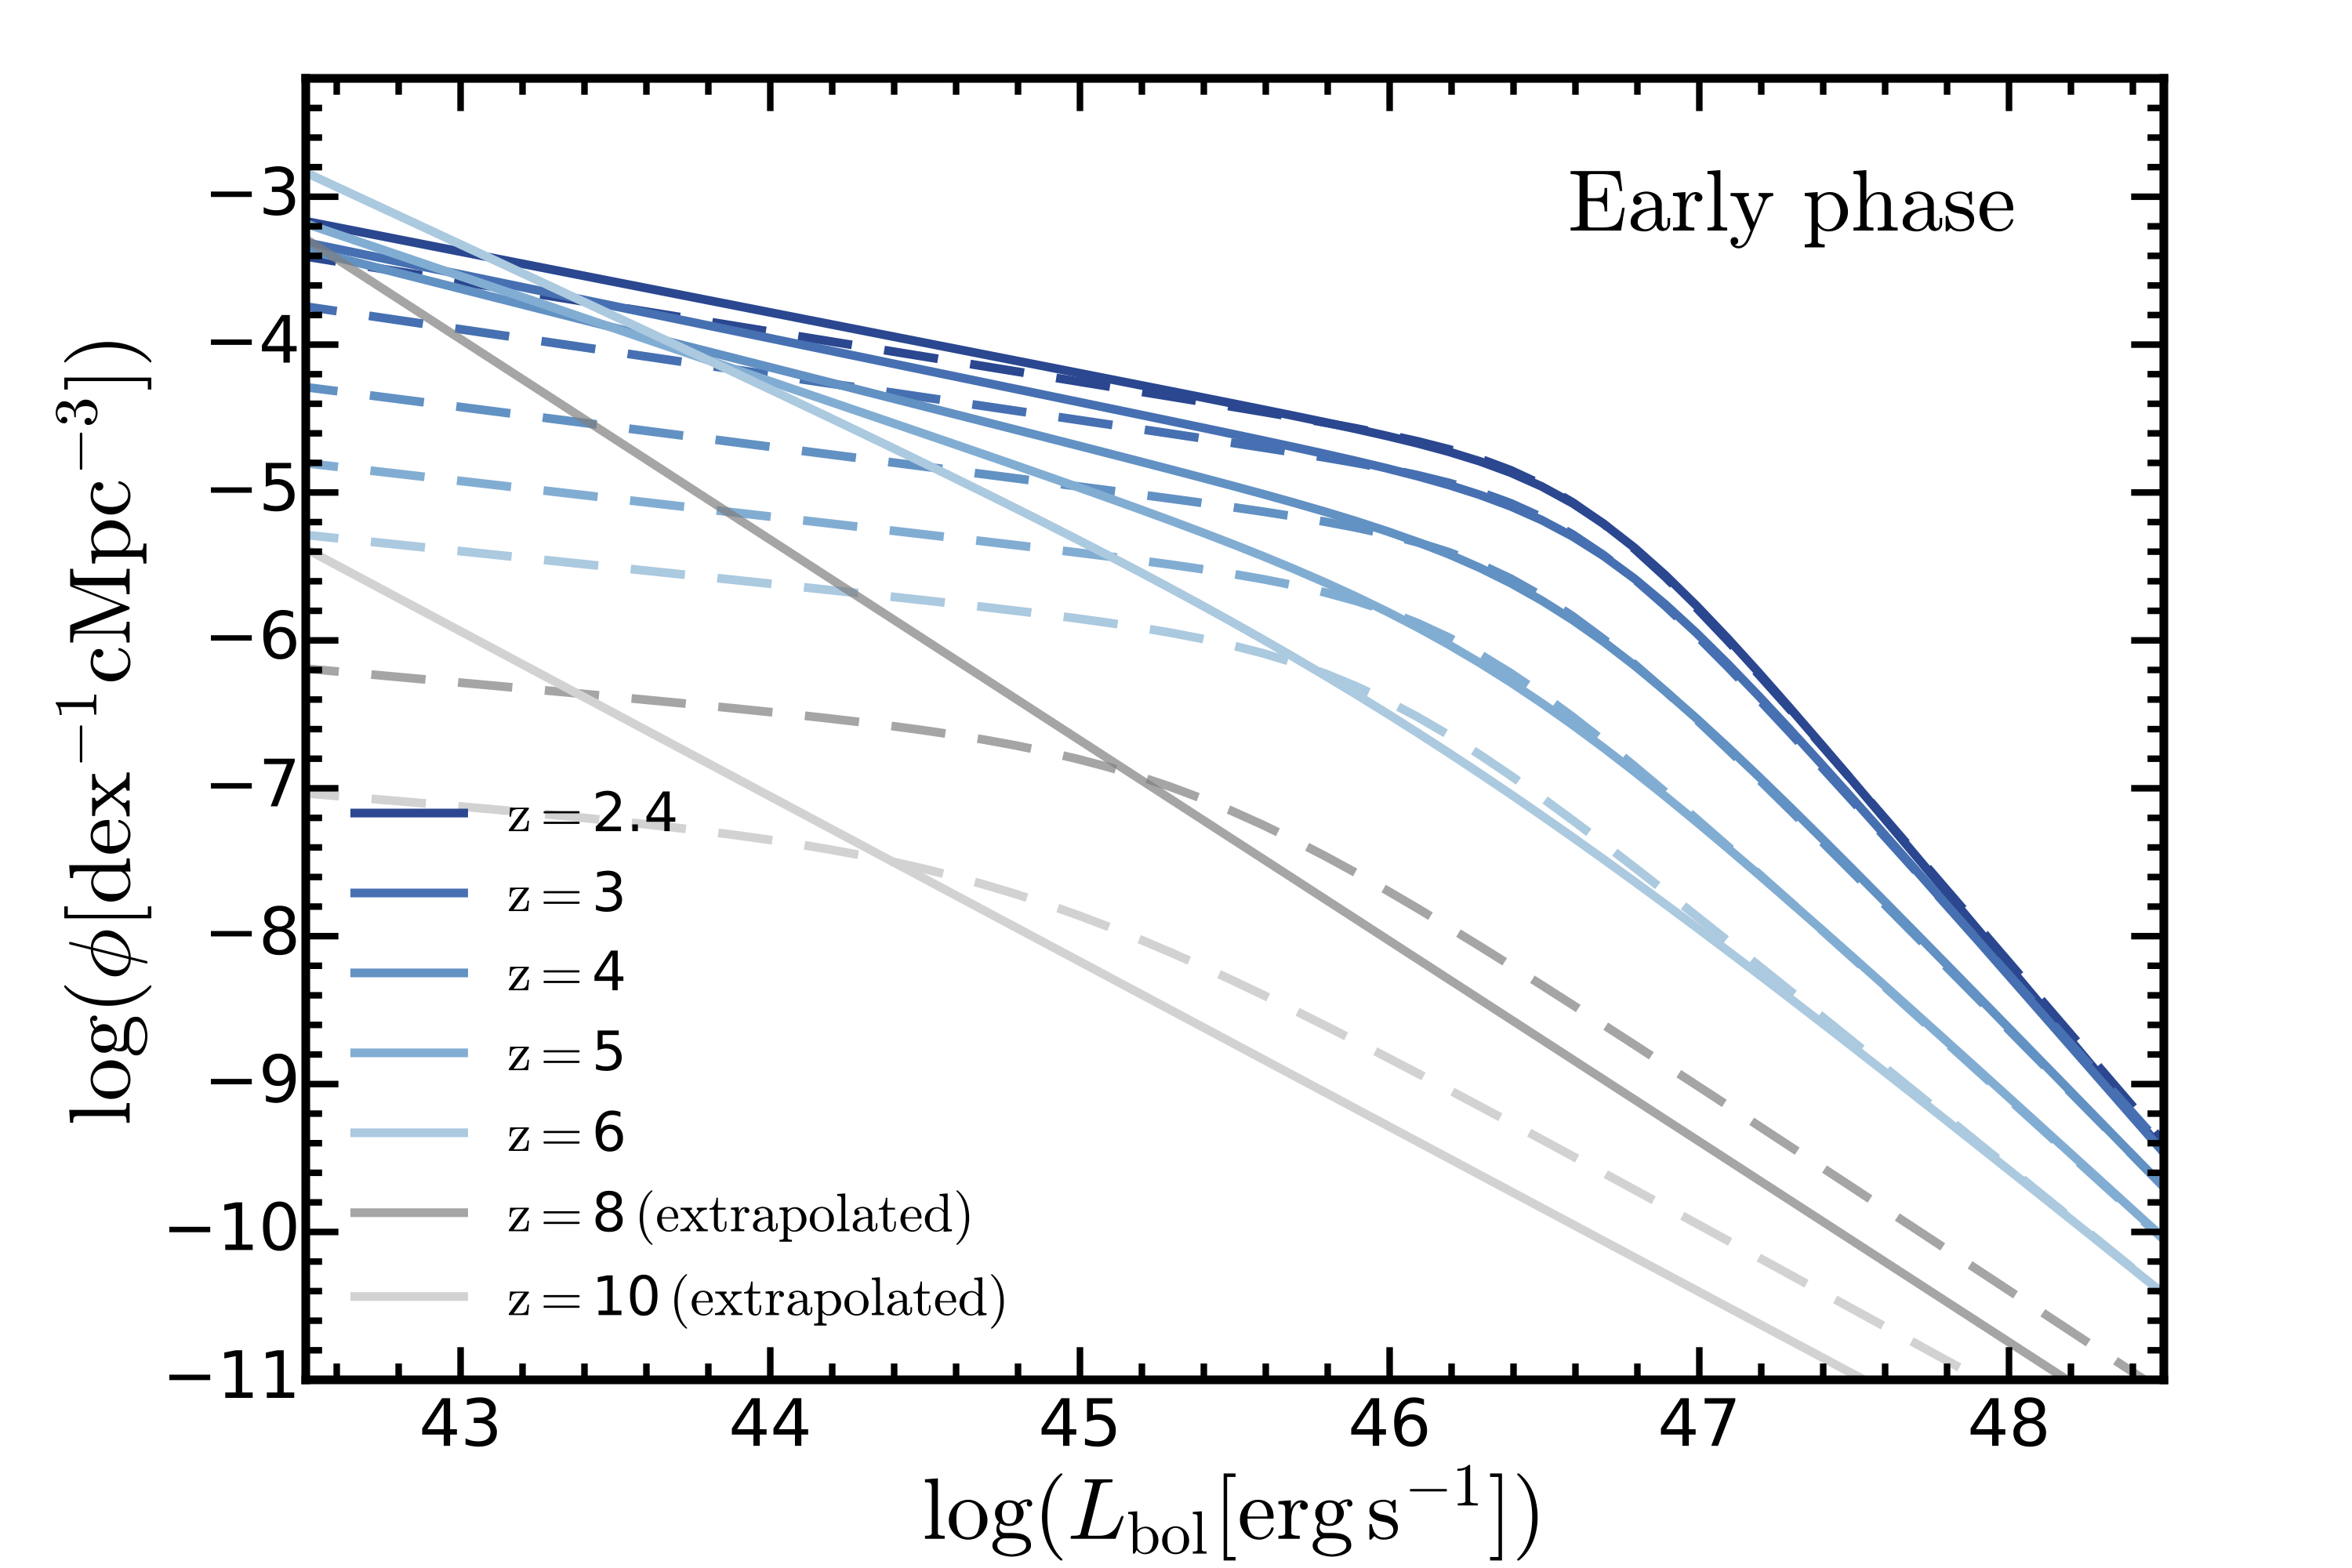 Early phase
log(ϕ[dex⁻¹cMpc⁻³])
−3
−4
−5
−6
−7
−8
−9
−10
−11
z = 2.4
z = 3
z = 4
z = 5
z = 6
z = 8 (extrapolated)
z = 10 (extrapolated)
43 44 45 46 47 48
log(L_bol[erg s⁻¹])